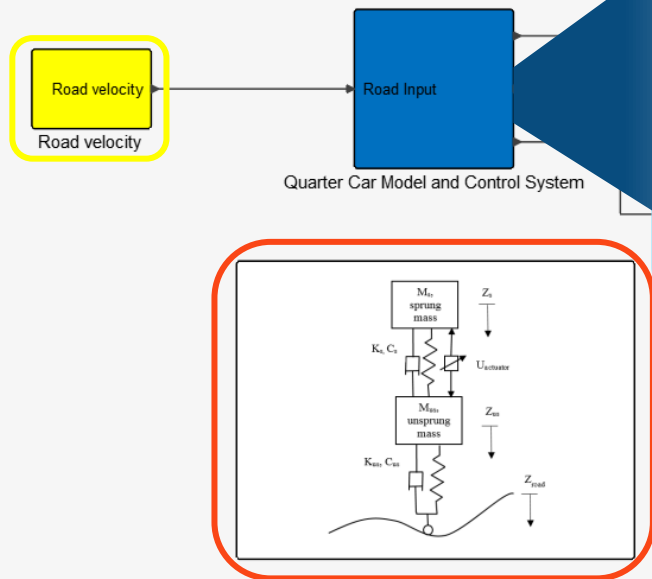 Road velocity
Road Input
Road velocity
Quarter Car Model and Control System
Ms,
sprung
mass
Zs
Ks, Cs
Uactuator
Mus,
unsprung
mass
Zus
Kus, Cus
Zroad